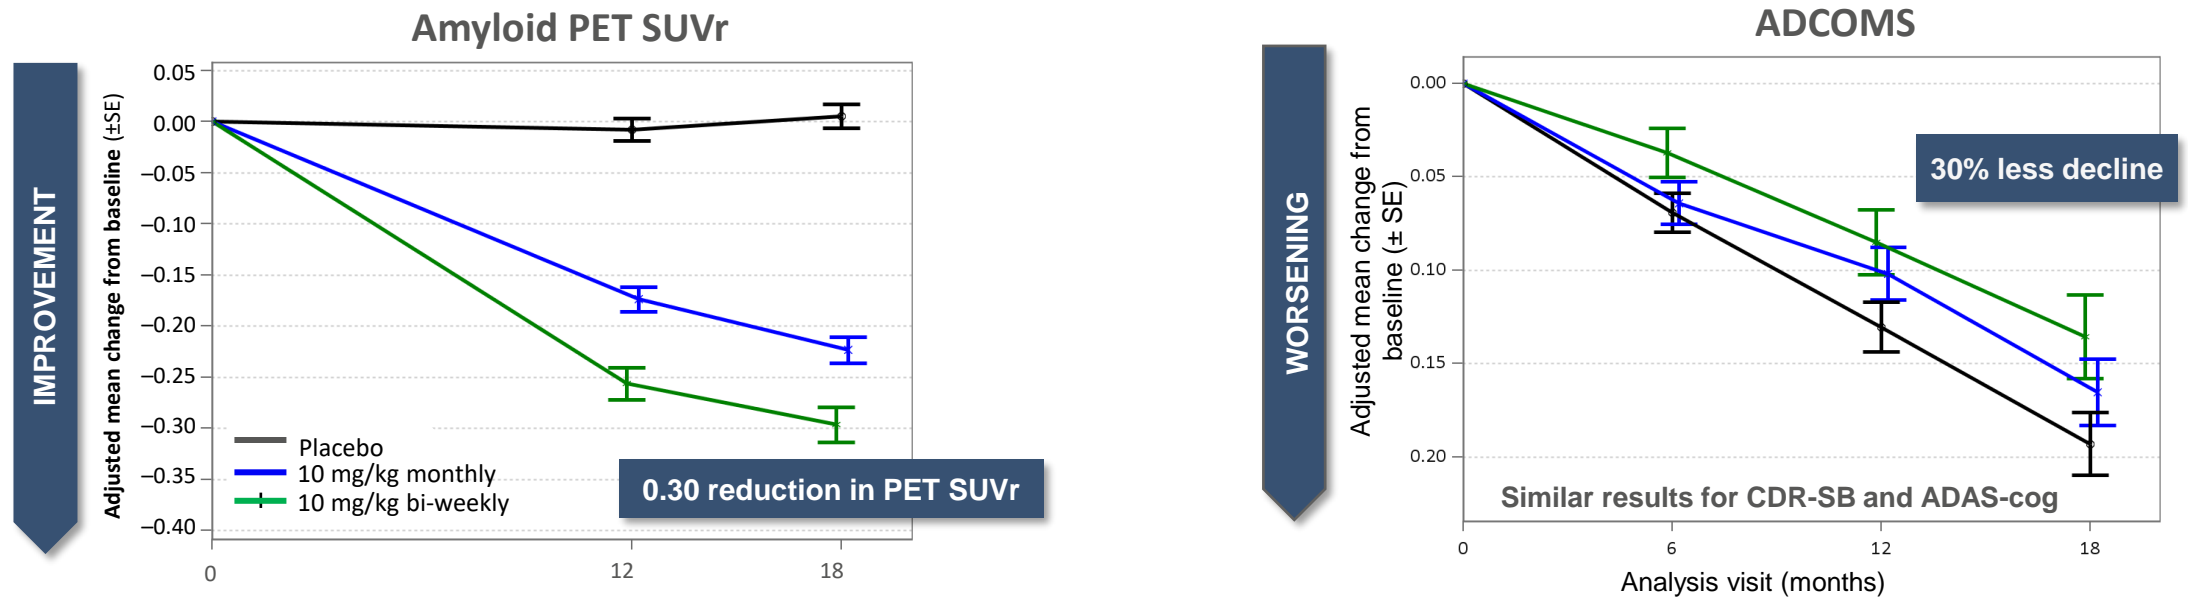 Amyloid PET SUVr
IMPROVEMENT
Adjusted mean change from baseline (±SE)
0.05
0.00
−0.05
−0.10
−0.15
−0.20
−0.25
−0.30
−0.35
−0.40
Placebo
10 mg/kg monthly
10 mg/kg bi-weekly
0.30 reduction in PET SUVr
0
12
18
ADCOMS
WORSENING
Adjusted mean change from
baseline (± SE)
0.00
0.05
0.10
0.15
0.20
30% less decline
Similar results for CDR-SB and ADAS-cog
0
6
12
18
Analysis visit (months)